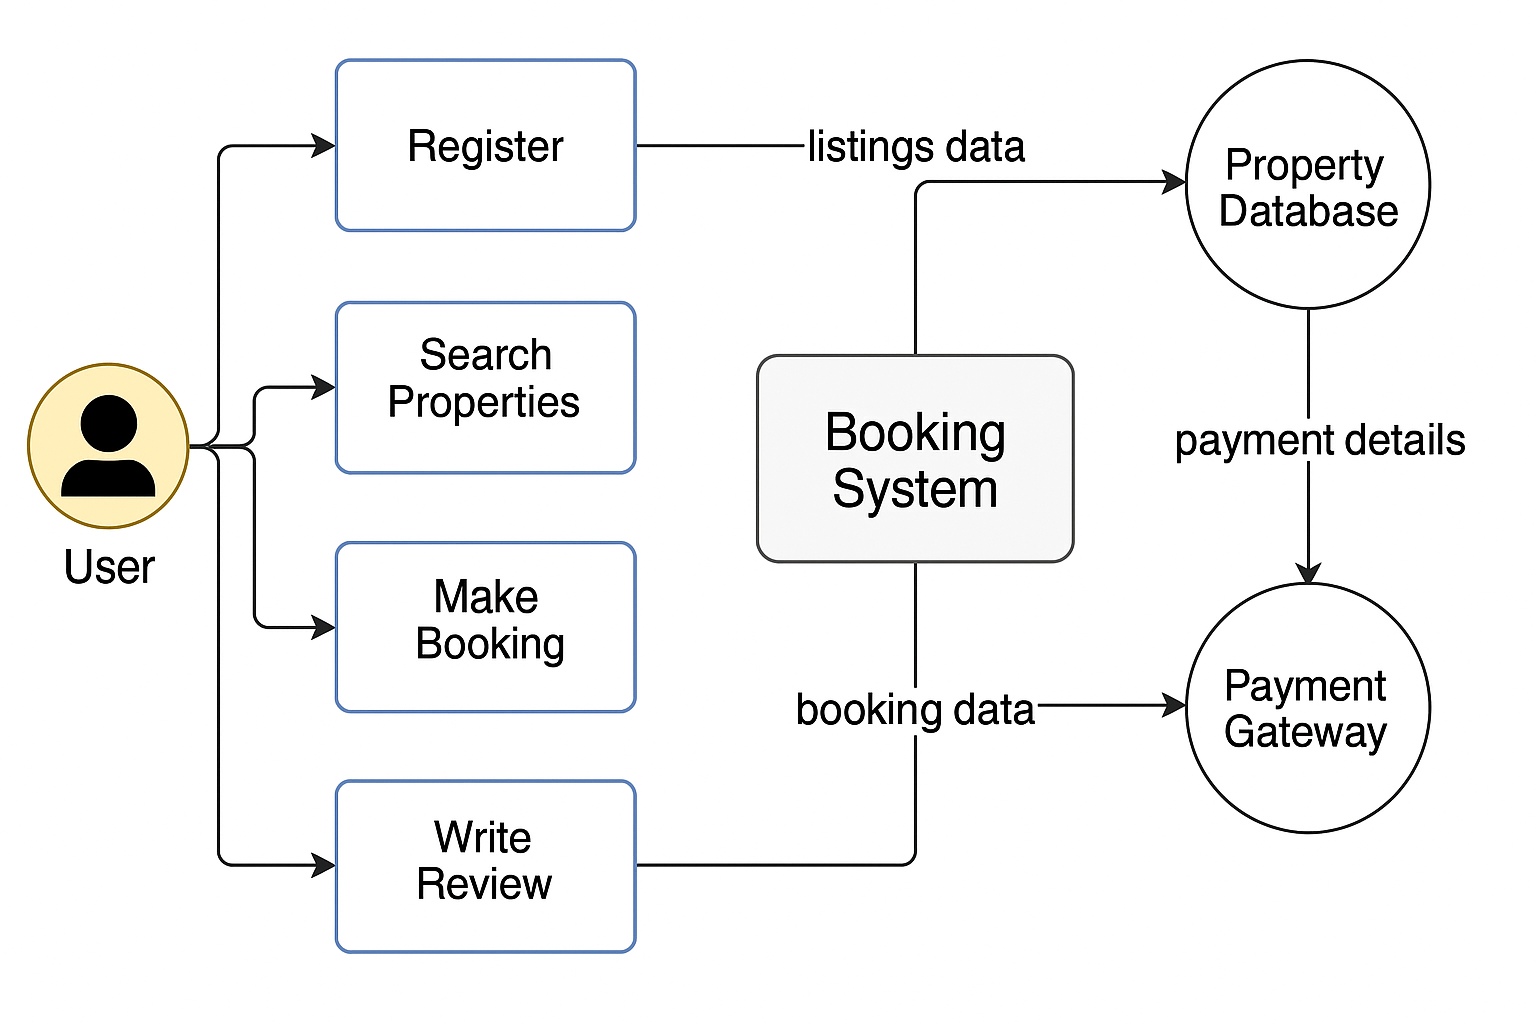 Register
listings data
Property
Database
Search
Properties
Booking
System
payment details
User
Make
Booking
booking data
Payment
Gateway
Write
Review